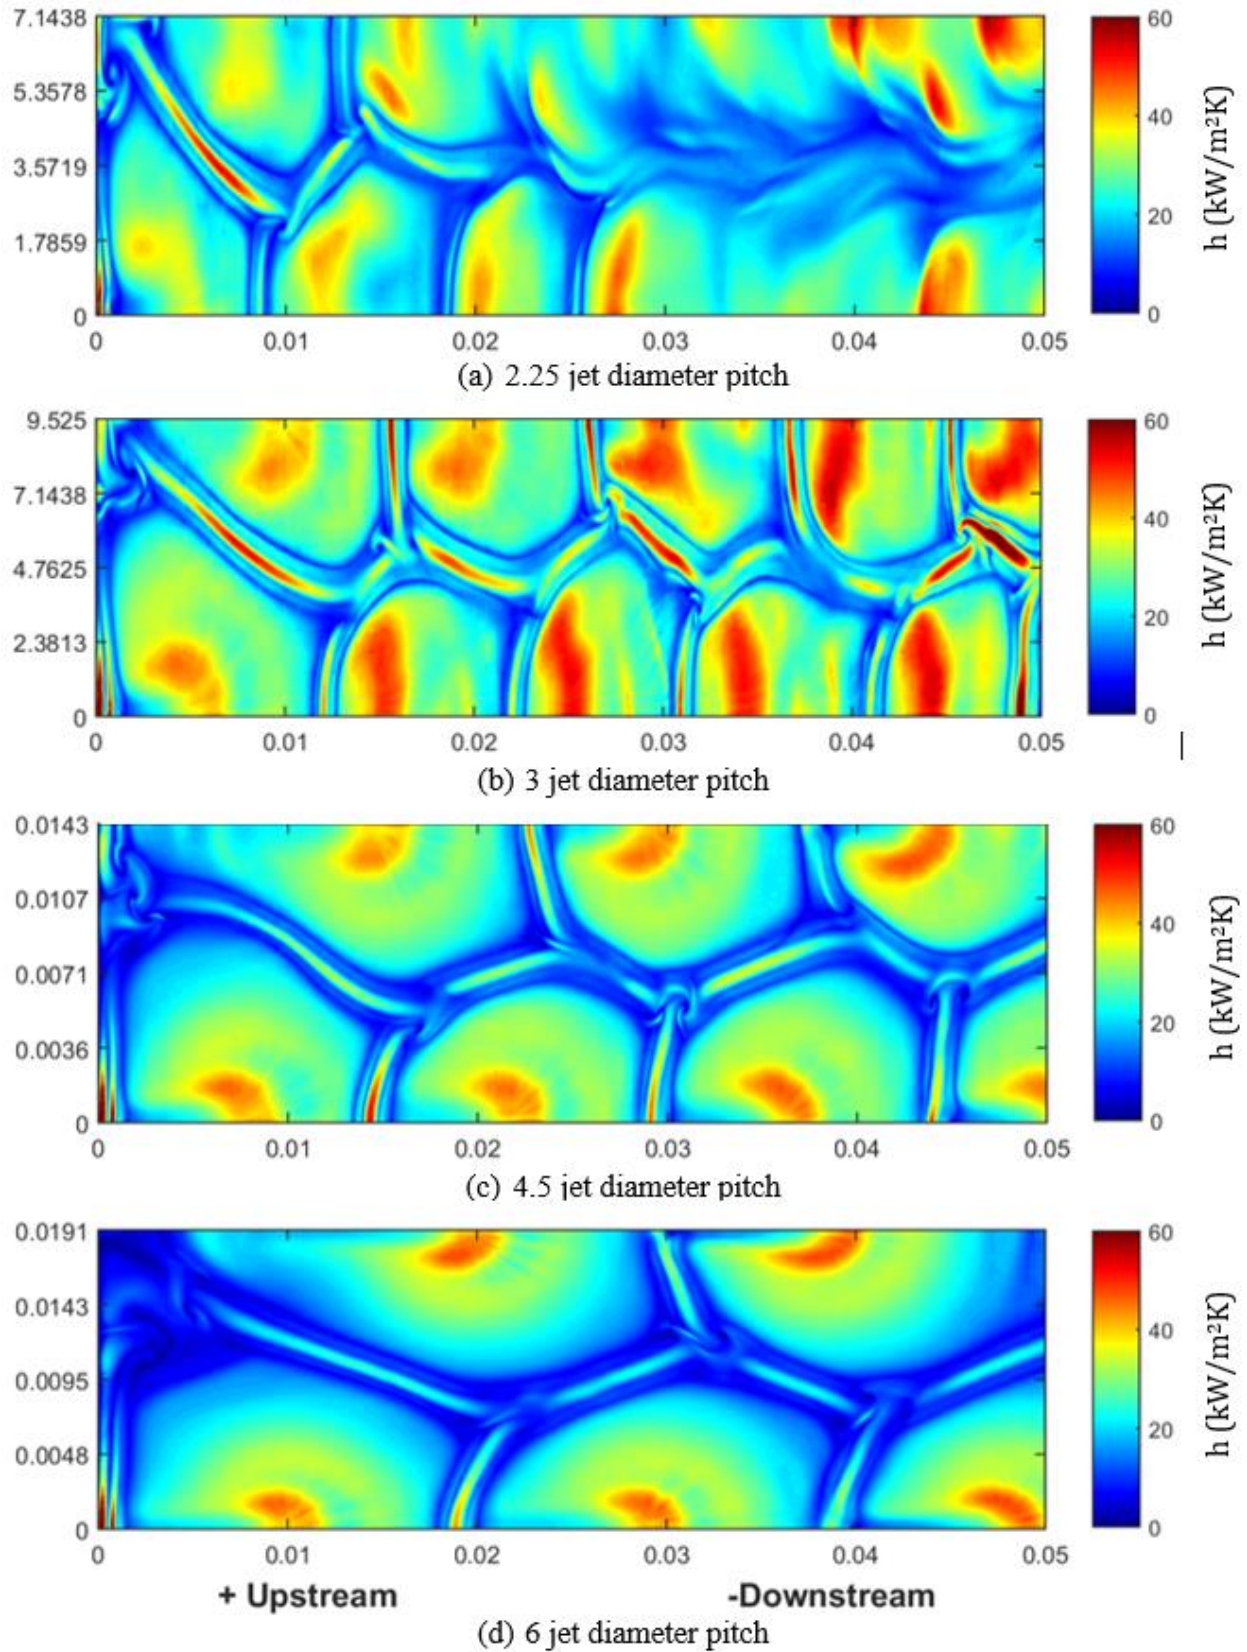 7.1438
5.3578
3.5719
1.7859
0
0 0.01 0.02 0.03 0.04 0.05
60
40
20
0
h (kW/m²K)
(a) 2.25 jet diameter pitch
9.525
7.1438
4.7625
2.3813
0
0 0.01 0.02 0.03 0.04 0.05
60
40
20
0
h (kW/m²K)
(b) 3 jet diameter pitch
0.0143
0.0107
0.0071
0.0036
0
0 0.01 0.02 0.03 0.04 0.05
60
40
20
0
h (kW/m²K)
(c) 4.5 jet diameter pitch
0.0191
0.0143
0.0095
0.0048
0
0 0.01 0.02 0.03 0.04 0.05
60
40
20
0
h (kW/m²K)
+ Upstream -Downstream
(d) 6 jet diameter pitch